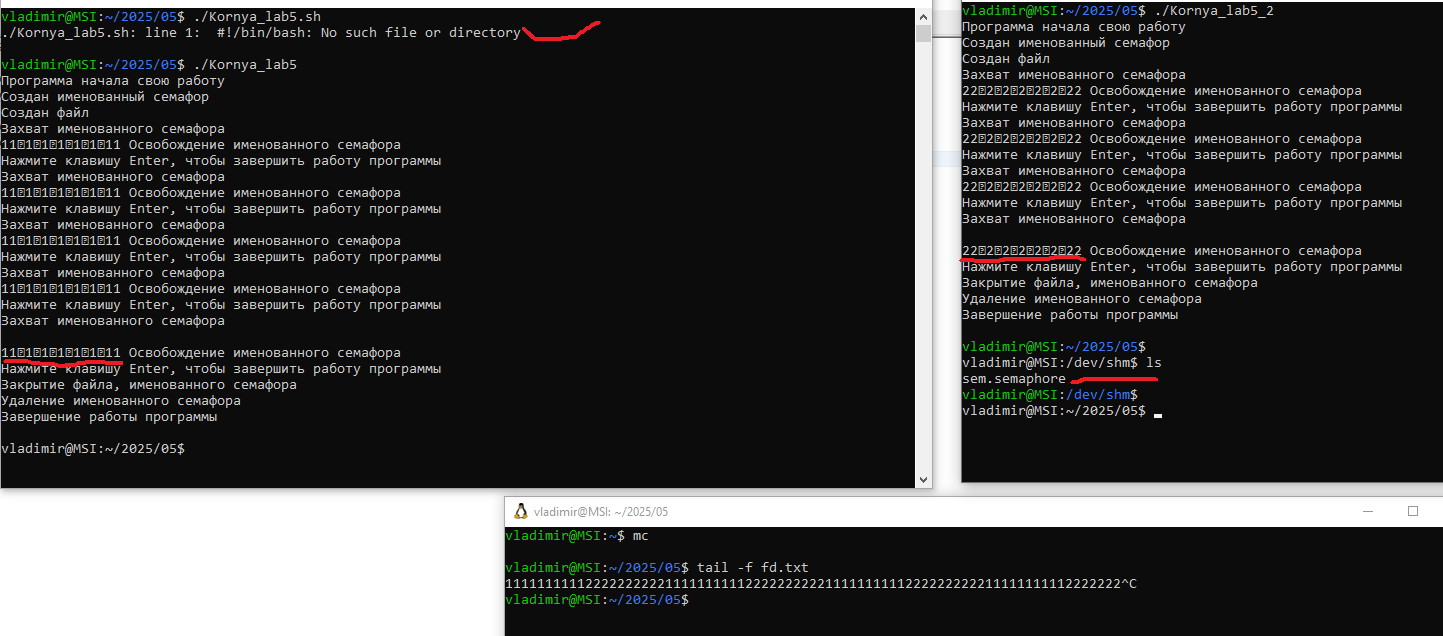 vladimir@MSI:~/2025/05$ ./Kornya_lab5.sh
./Kornya_lab5.sh: line 1:  #!/bin/bash: No such file or directory
vladimir@MSI:~/2025/05$ ./Kornya_lab5
Программа начала свою работу
Создан именованный семафор
Создан файл
Захват именованного семафора
11�1�1�1�1�1�11 Освобождение именованного семафора
Нажмите клавишу Enter, чтобы завершить работу программы
Захват именованного семафора
11�1�1�1�1�1�11 Освобождение именованного семафора
Нажмите клавишу Enter, чтобы завершить работу программы
Захват именованного семафора
11�1�1�1�1�1�11 Освобождение именованного семафора
Нажмите клавишу Enter, чтобы завершить работу программы
Захват именованного семафора
11�1�1�1�1�1�11 Освобождение именованного семафора
Нажмите клавишу Enter, чтобы завершить работу программы
Захват именованного семафора
11�1�1�1�1�1�11 Освобождение именованного семафора
Нажмите клавишу Enter, чтобы завершить работу программы
Закрытие файла, именованного семафора
Удаление именованного семафора
Завершение работы программы
vladimir@MSI:~/2025/05$
vladimir@MSI:~/2025/05$ ./Kornya_lab5_2
Программа начала свою работу
Создан именованный семафор
Создан файл
Захват именованного семафора
22�2�2�2�2�2�22 Освобождение именованного семафора
Нажмите клавишу Enter, чтобы завершить работу программы
Захват именованного семафора
22�2�2�2�2�2�22 Освобождение именованного семафора
Нажмите клавишу Enter, чтобы завершить работу программы
Захват именованного семафора
22�2�2�2�2�2�22 Освобождение именованного семафора
Нажмите клавишу Enter, чтобы завершить работу программы
Захват именованного семафора
22�2�2�2�2�2�22 Освобождение именованного семафора
Нажмите клавишу Enter, чтобы завершить работу программы
Закрытие файла, именованного семафора
Удаление именованного семафора
Завершение работы программы
vladimir@MSI:~/2025/05$
vladimir@MSI:/dev/shm$ ls
sem.semaphore
vladimir@MSI:/dev/shm$
vladimir@MSI:~/2025/05$
vladimir@MSI: ~/2025/05
vladimir@MSI:~$ mc
vladimir@MSI:~/2025/05$ tail -f fd.txt
11111111112222222222111111111122222222221111111111222222222211111111112222222^C
vladimir@MSI:~/2025/05$